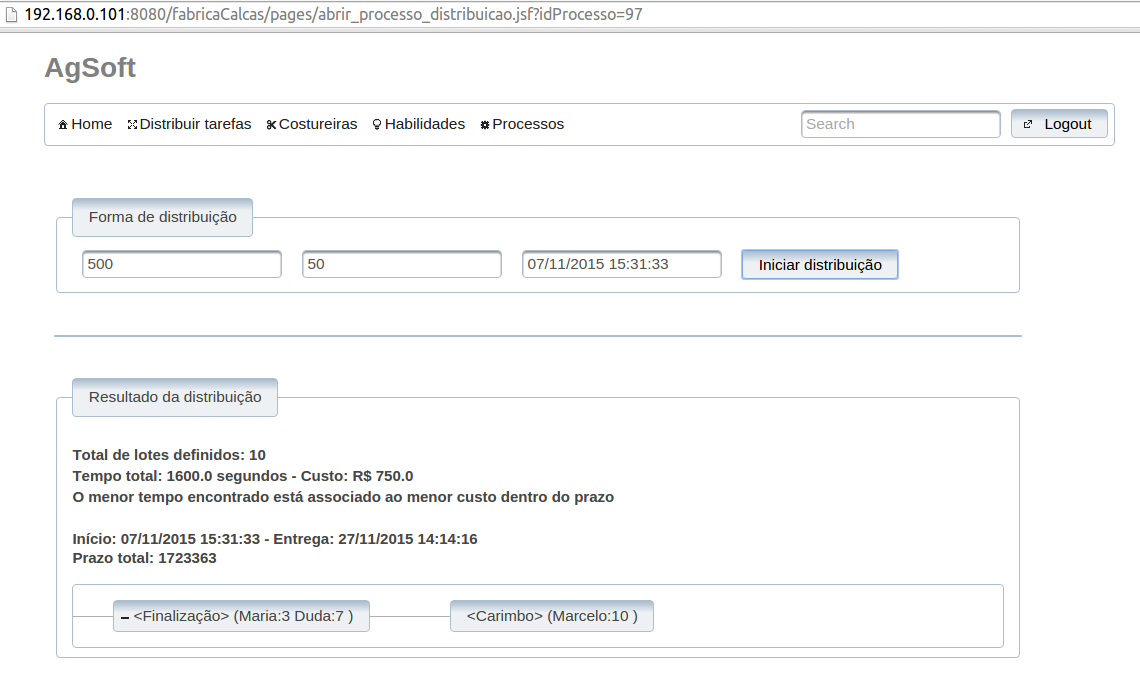 192.168.0.101:8080/fabricaCalcas/pages/abrir_processo_distribuicao.jsf?idProcesso=97
AgSoft
Home Distribuir tarefas Costureiras Habilidades Processos Search Logout
Forma de distribuição
500 50 07/11/2015 15:31:33 Iniciar distribuição
Resultado da distribuição
Total de lotes definidos: 10
Tempo total: 1600.0 segundos - Custo: R$ 750.0
O menor tempo encontrado está associado ao menor custo dentro do prazo
Início: 07/11/2015 15:31:33 - Entrega: 27/11/2015 14:14:16
Prazo total: 1723363
<Finalização> (Maria:3 Duda:7 ) <Carimbo> (Marcelo:10 )